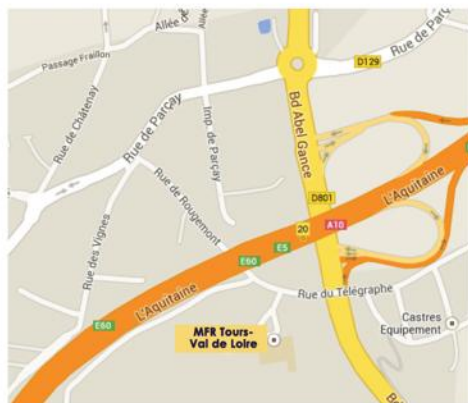 Allée
Allée
Passage Fraillon
Rue de Châtenay
Rue de Parçay
Imp. de Parçay
Bd Abel Gance
D129
Rue de Parçay
Rue de Rougemont
Rue des Vignes
D801
A10
20
E5
E60
L'Aquitaine
L'Aquitaine
E60
Rue du Télégraphe
MFR Tours-
Val de Loire
Castres
Equipement